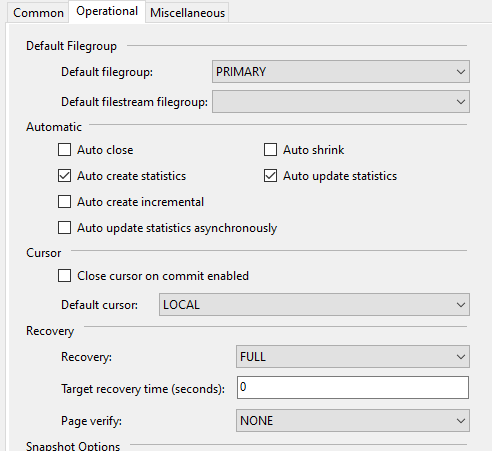 Common Operational Miscellaneous
Default Filegroup
Default filegroup: PRIMARY
Default filestream filegroup:
Automatic
Auto close Auto shrink
Auto create statistics Auto update statistics
Auto create incremental
Auto update statistics asynchronously
Cursor
Close cursor on commit enabled
Default cursor: LOCAL
Recovery
Recovery: FULL
Target recovery time (seconds): 0
Page verify: NONE
Snapshot Options